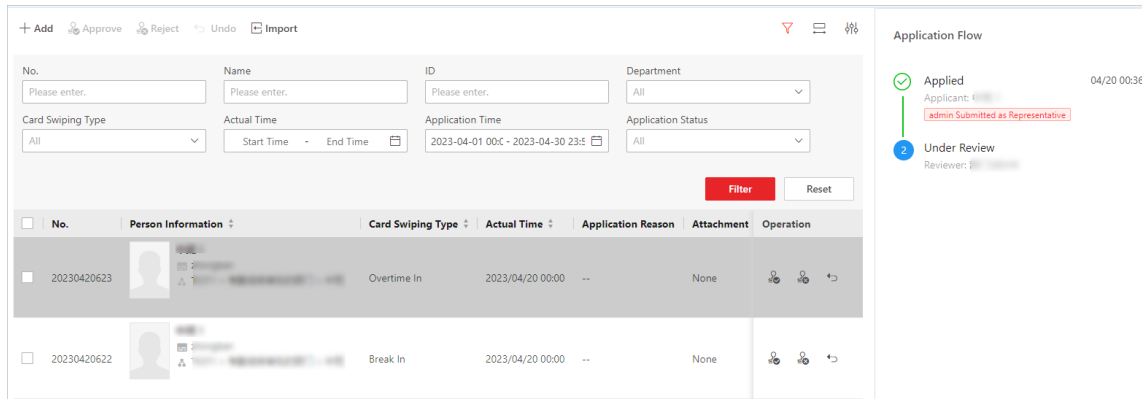 Add Approve Reject Undo Import
No. Name ID Department
Please enter. Please enter. Please enter. All
Card Swiping Type Actual Time Application Time Application Status
All Start Time - End Time 2023-04-01 00:0 - 2023-04-30 23:5 All
Filter Reset
No. Person Information Card Swiping Type Actual Time Application Reason Attachment Operation
20230420623 Overtime In 2023/04/20 00:00 -- None
20230420622 Break In 2023/04/20 00:00 -- None
Application Flow
Applied 04/20 00:36
Applicant:
admin Submitted as Representative
2 Under Review
Reviewer: